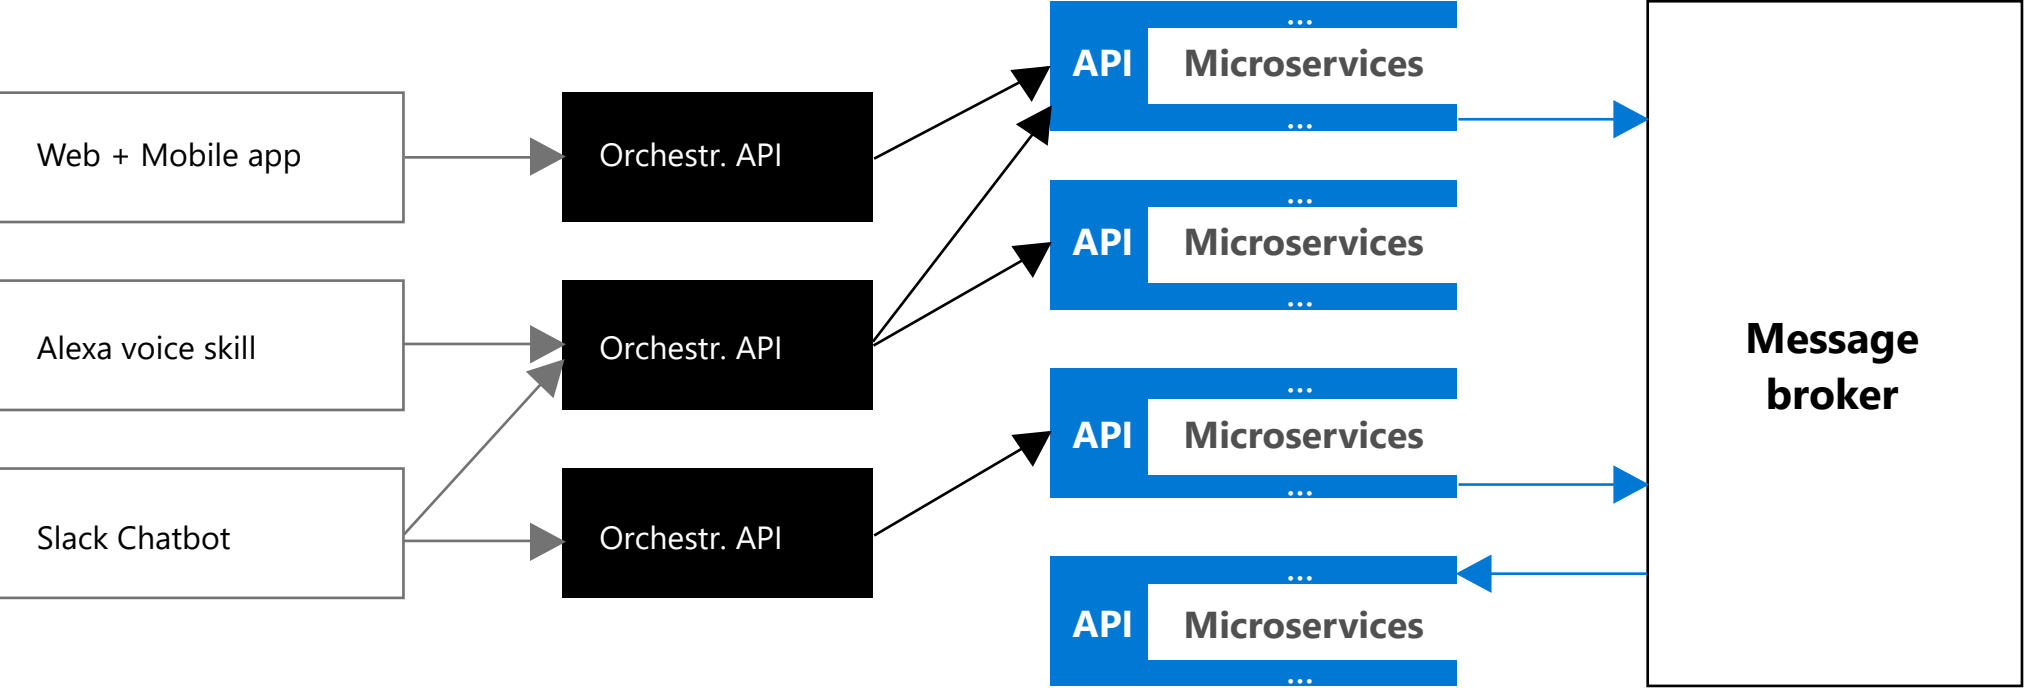 Web + Mobile app
Alexa voice skill
Slack Chatbot
Orchestr. API
Orchestr. API
Orchestr. API
...
API Microservices
...
...
API Microservices
...
...
API Microservices
...
...
API Microservices
...
Message
broker